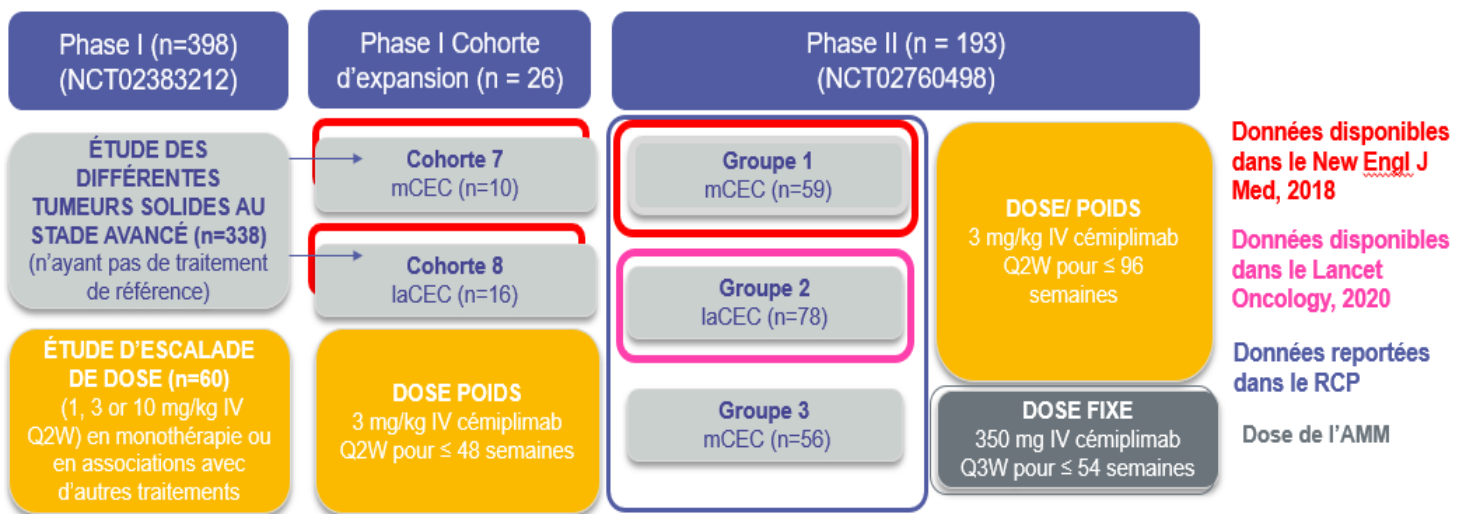 Phase I (n=398)
(NCT02383212)
Phase I Cohorte
d'expansion (n = 26)
Phase II (n = 193)
(NCT02760498)
ÉTUDE DES
DIFFÉRENTES
TUMEURS SOLIDES AU
STADE AVANCÉ (n=338)
(n'ayant pas de traitement
de référence)
ÉTUDE D'ESCALADE
DE DOSE (n=60)
(1, 3 or 10 mg/kg IV
Q2W) en monothérapie ou
en associations avec
d'autres traitements
Cohorte 7
mCEC (n=10)
Cohorte 8
laCEC (n=16)
DOSE POIDS
3 mg/kg IV cémiplimab
Q2W pour ≤ 48 semaines
Groupe 1
mCEC (n=59)
Groupe 2
laCEC (n=78)
Groupe 3
mCEC (n=56)
DOSE/ POIDS
3 mg/kg IV cémiplimab
Q2W pour ≤ 96
semaines
DOSE FIXE
350 mg IV cémiplimab
Q3W pour ≤ 54 semaines
Données disponibles
dans le New Engl J
Med, 2018
Données disponibles
dans le Lancet
Oncology, 2020
Données reportées
dans le RCP
Dose de l'AMM